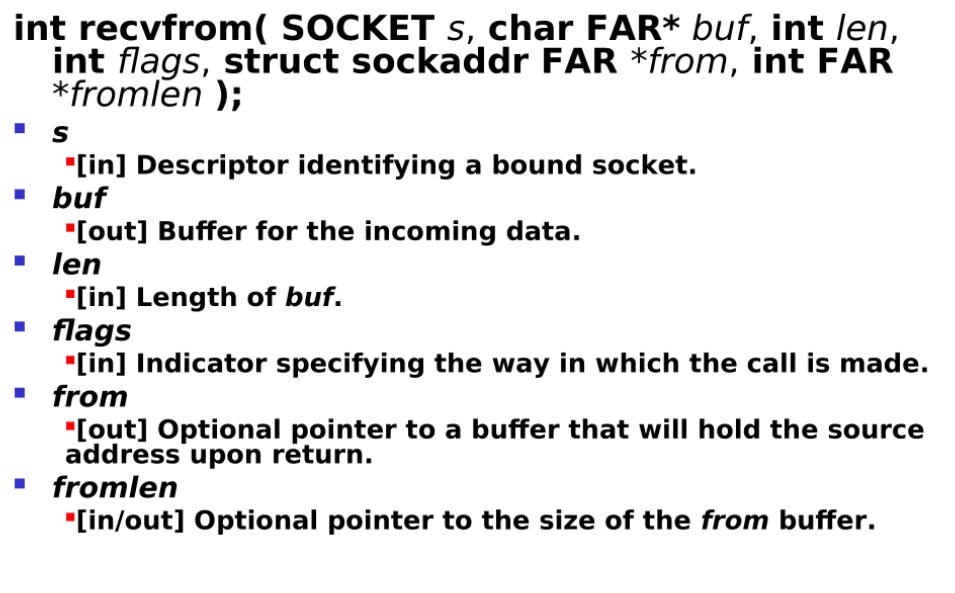 int recvfrom( SOCKET s, char FAR* buf, int len,
int flags, struct sockaddr FAR *from, int FAR
*fromlen );
s
[in] Descriptor identifying a bound socket.
buf
[out] Buffer for the incoming data.
len
[in] Length of buf.
flags
[in] Indicator specifying the way in which the call is made.
from
[out] Optional pointer to a buffer that will hold the source
address upon return.
fromlen
[in/out] Optional pointer to the size of the from buffer.